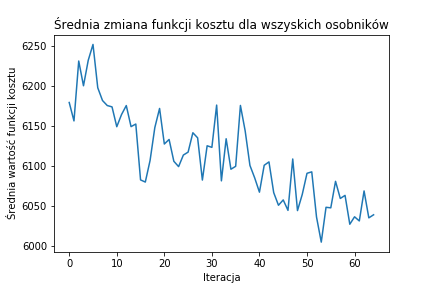 Średnia zmiana funkcji kosztu dla wszyskich osobników
Średnia wartość funkcji kosztu
6250
6200
6150
6100
6050
6000
0 10 20 30 40 50 60
Iteracja